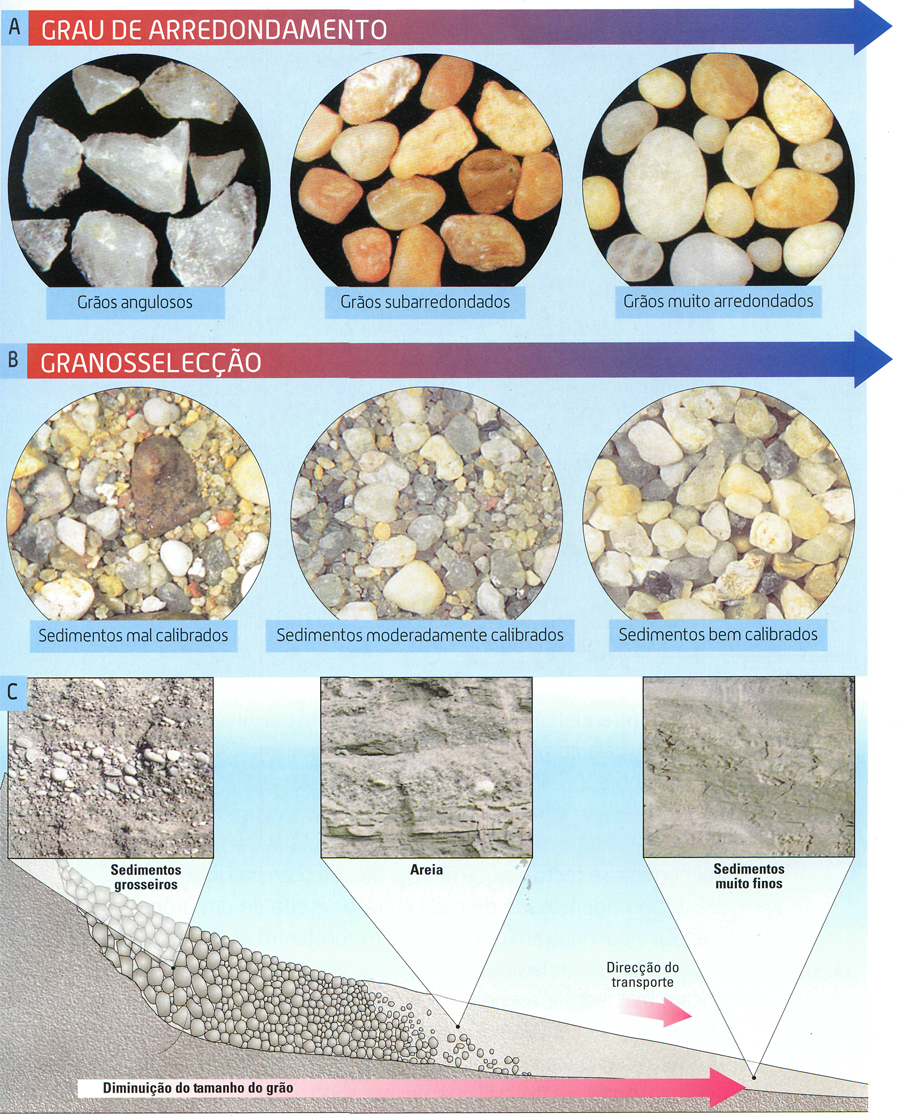 A
GRAU DE ARREDONDAMENTO
Grãos angulosos
Grãos subarredondados
Grãos muito arredondados
B
GRANOSSELECÇÃO
Sedimentos mal calibrados
Sedimentos moderadamente calibrados
Sedimentos bem calibrados
C
Sedimentos
grosseiros
Areia
Sedimentos
muito finos
Direcção do
transporte
Diminuição do tamanho do grão